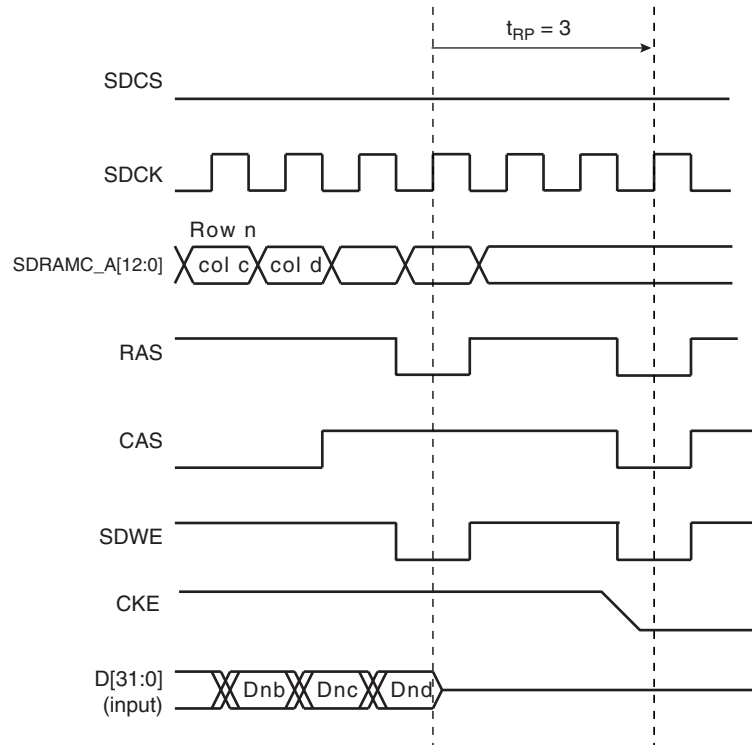 t_RP = 3
SDCS
SDCK
Row n
SDRAMC_A[12:0]
col c
col d
RAS
CAS
SDWE
CKE
D[31:0]
(input)
Dnb
Dnc
Dnd